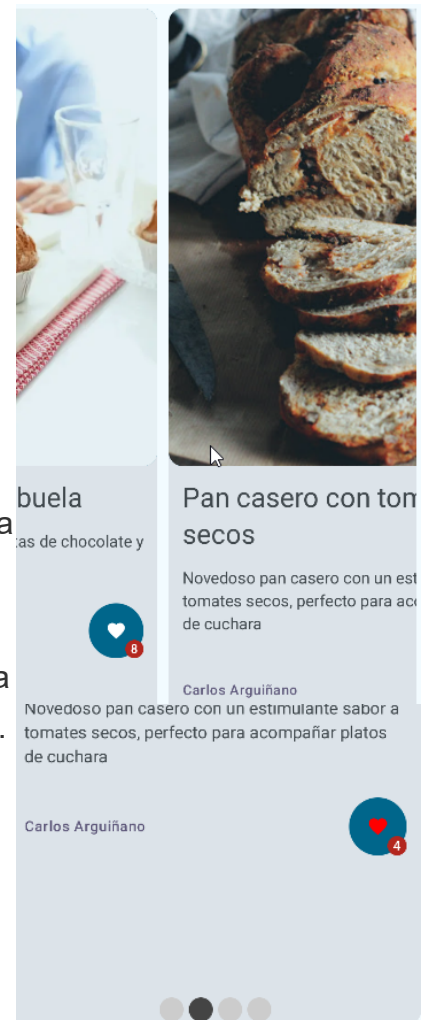 buela
a
tas de chocolate y
8
Pan casero con tom
secos
Novedoso pan casero con un est
tomates secos, perfecto para aco
de cuchara
Carlos Arguiñano
a
.
Novedoso pan casero con un estimulante sabor a
tomates secos, perfecto para acompañar platos
de cuchara
Carlos Arguiñano
4